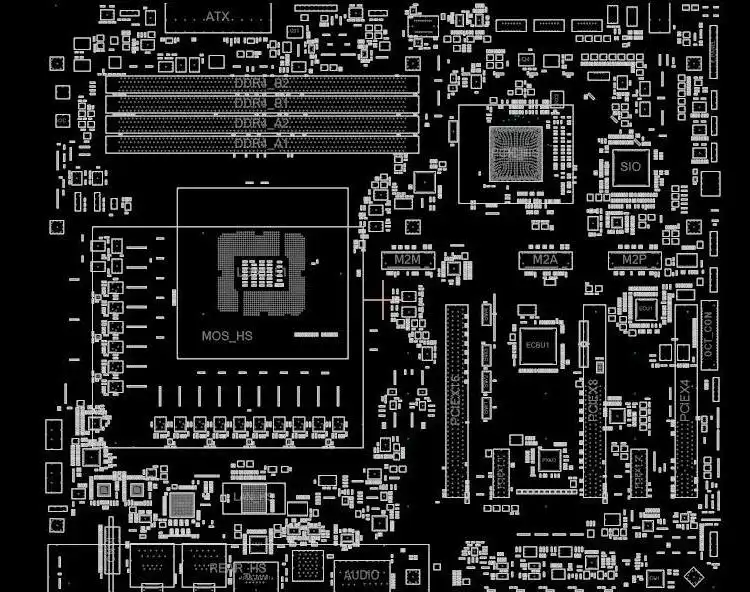 ATX
DDR4_B2
DDR4_B1
DDR4_A2
DDR4_A1
SIO
M2M
M2A
M2P
MOS_HS
OCT_CON
ECBU1
PCIEX16
PCIEX8
PCIEX4
REAR_HS
AUDIO